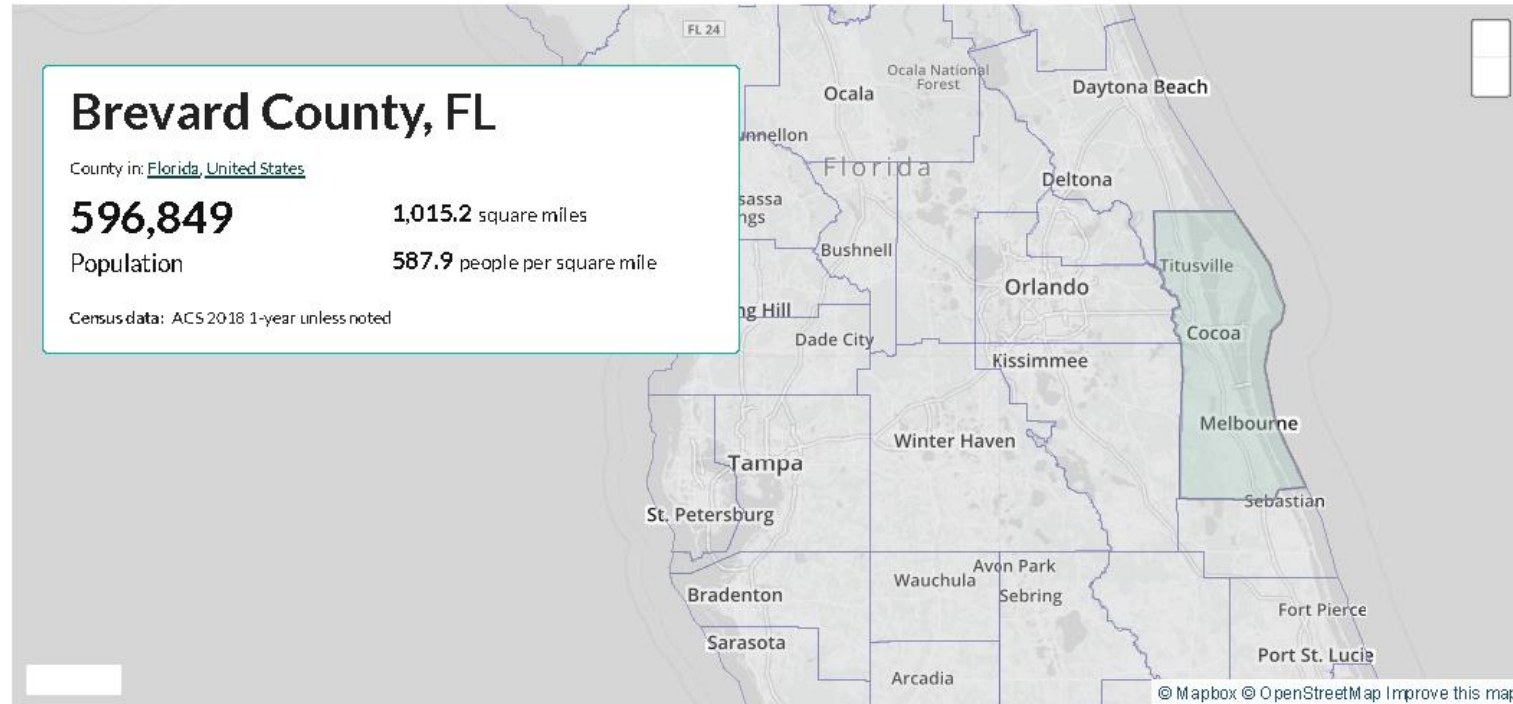 Brevard County, FL
County in: Florida, United States
596,849
Population
1,015.2 square miles
587.9 people per square mile
Census data: ACS 2018 1-year unless noted
FL 24
Ocala National
Forest
Ocala
Daytona Beach
Florida
Deltona
Bushnell
Titusville
Orlando
Cocoa
Dade City
Kissimmee
Melbourne
Winter Haven
Tampa
Sebastian
St. Petersburg
Avon Park
Wauchula
Sebring
Bradenton
Fort Pierce
Sarasota
Port St. Lucie
Arcadia
© Mapbox © OpenStreetMap Improve this map